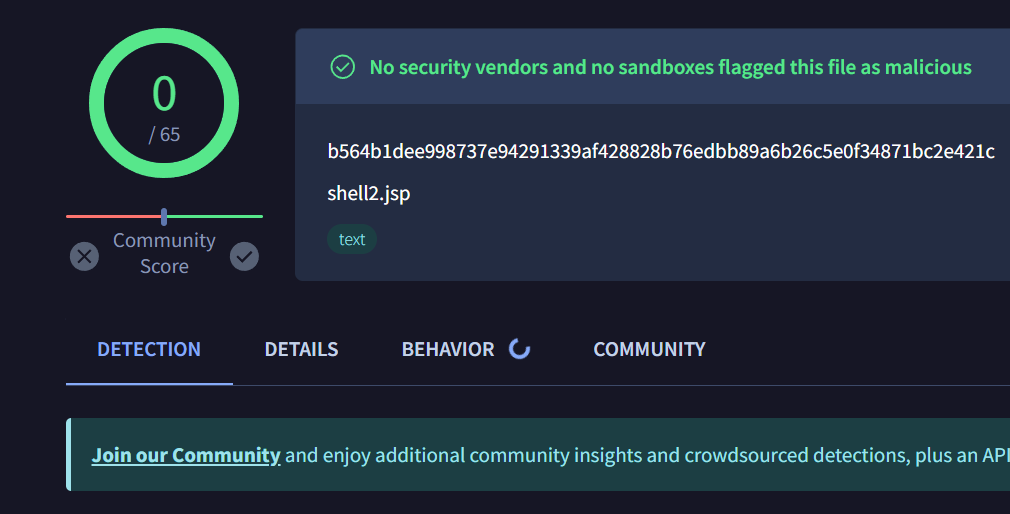 0
/ 65
Community
Score
No security vendors and no sandboxes flagged this file as malicious
b564b1dee998737e94291339af428828b76edbb89a6b26c5e0f34871bc2e421c
shell2.jsp
text
DETECTION DETAILS BEHAVIOR COMMUNITY
Join our Community and enjoy additional community insights and crowdsourced detections, plus an API